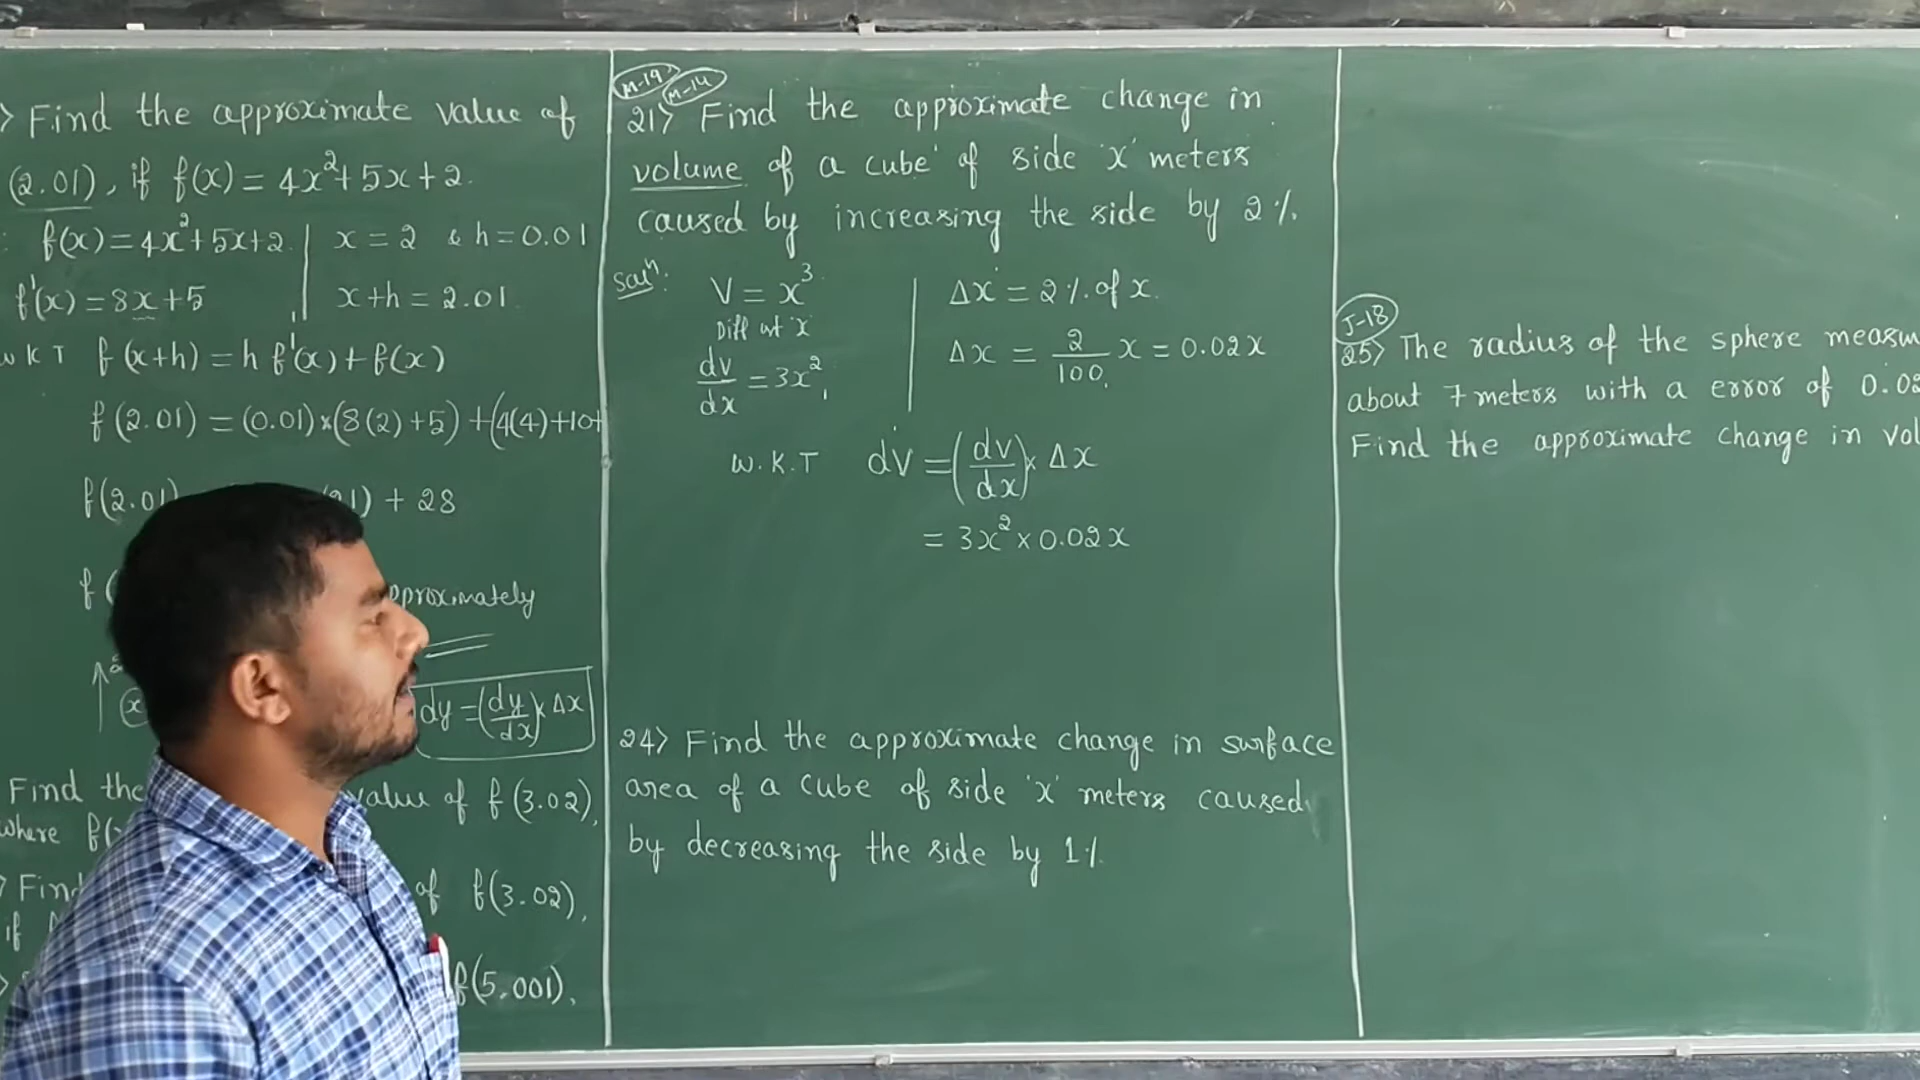 > Find the approximate value of
(2.01), if f(x) = 4x²+5x+2.
f(x) = 4x²+5x+2 | x = 2 & h = 0.01
f'(x) = 8x+5 | x+h = 2.01
W K T f(x+h) = h f'(x) + f(x)
f(2.01) = (0.01)×(8(2)+5) + (4(4)+10+
f(2.01) 21) + 28
f( pproximately
x dy = (dy/dx)× Δx
Find the value of f(3.02),
where f(
> Find of f(3.02),
if
f(5.001),
M-19 M-14
21> Find the approximate change in
volume of a cube of side 'x' meters
caused by increasing the side by 2%.
Solⁿ: V = x³ | Δx = 2% of x.
Diff wt 'x'
dv/dx = 3x² | Δx = 2/100 x = 0.02x
W.K.T dv = (dv/dx)× Δx
= 3x² × 0.02x
24> Find the approximate change in surface
area of a cube of side 'x' meters caused
by decreasing the side by 1%
J-18
25> The radius of the sphere measu
about 7 meters with a error of 0.02
Find the approximate change in vol